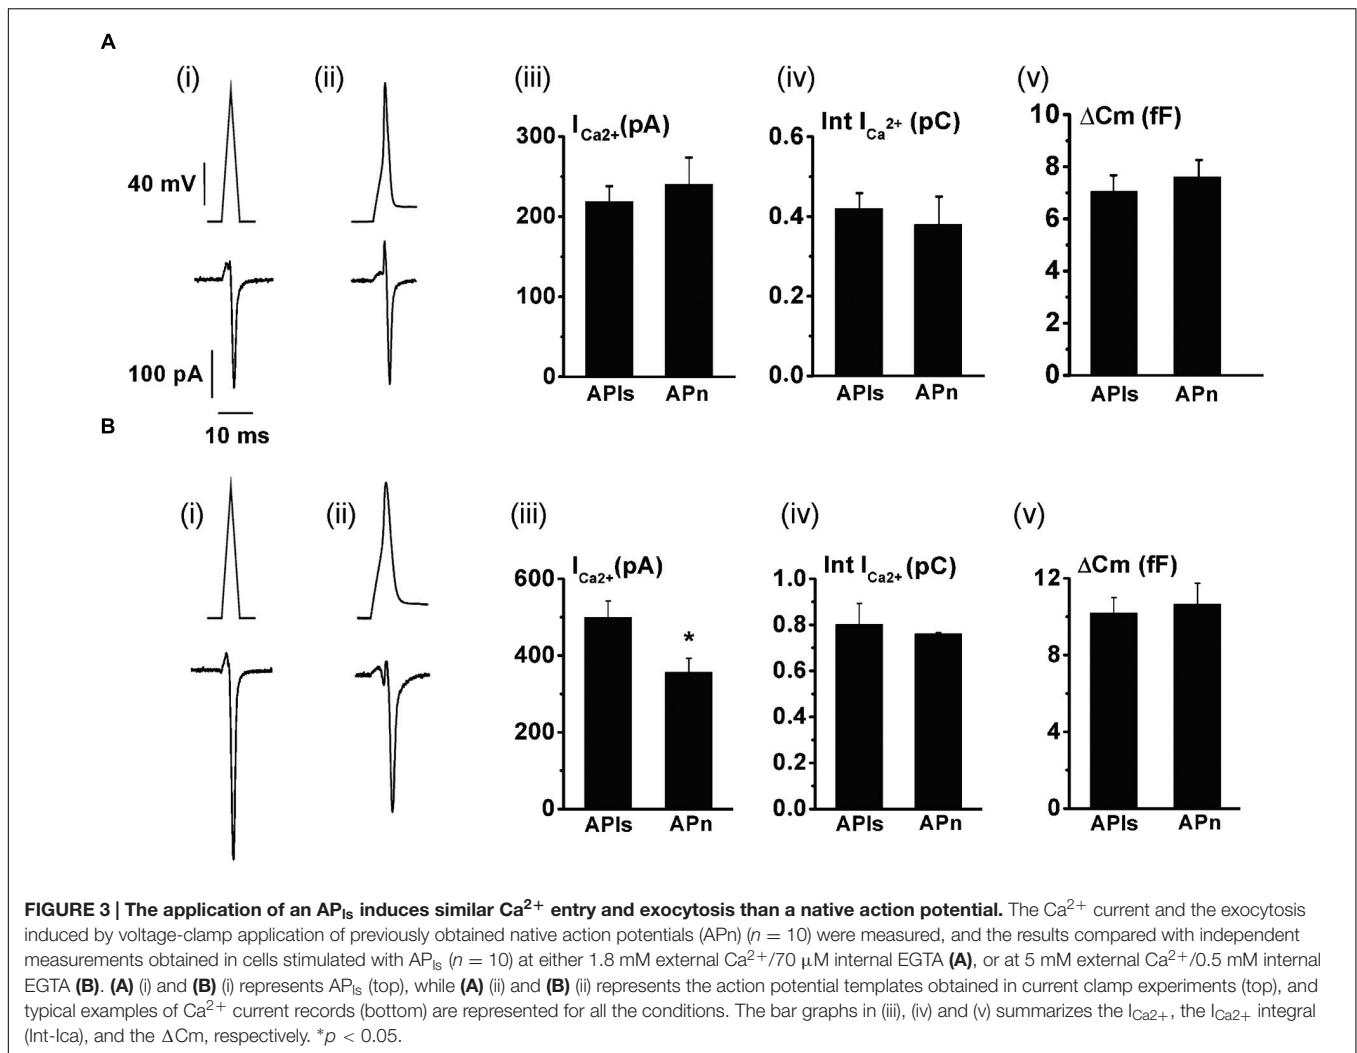 A
(i)
(ii)
(iii)
(iv)
(v)
40 mV
100 pA
10 ms
I Ca2+ (pA)
300
200
100
0
APls
APn
Int I Ca2+ (pC)
0.6
0.4
0.2
0.0
APls
APn
ΔCm (fF)
10
8
6
4
2
0
APls
APn
B
(i)
(ii)
(iii)
(iv)
(v)
I Ca2+ (pA)
600
400
200
0
*
APls
APn
Int I Ca2+ (pC)
1.0
0.8
0.6
0.4
0.2
0.0
APls
APn
ΔCm (fF)
12
8
4
0
APls
APn
FIGURE 3 | The application of an APls induces similar Ca2+ entry and exocytosis than a native action potential. The Ca2+ current and the exocytosis
induced by voltage-clamp application of previously obtained native action potentials (APn) (n = 10) were measured, and the results compared with independent
measurements obtained in cells stimulated with APls (n = 10) at either 1.8 mM external Ca2+/70 μM internal EGTA (A), or at 5 mM external Ca2+/0.5 mM internal
EGTA (B). (A) (i) and (B) (i) represents APls (top), while (A) (ii) and (B) (ii) represents the action potential templates obtained in current clamp experiments (top), and
typical examples of Ca2+ current records (bottom) are represented for all the conditions. The bar graphs in (iii), (iv) and (v) summarizes the ICa2+, the ICa2+ integral
(Int-Ica), and the ΔCm, respectively. *p < 0.05.